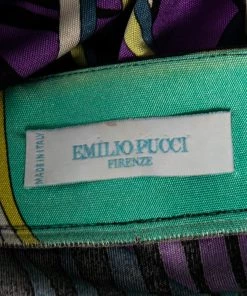 MADE IN ITALY
EMILIO PUCCI
FIRENZE